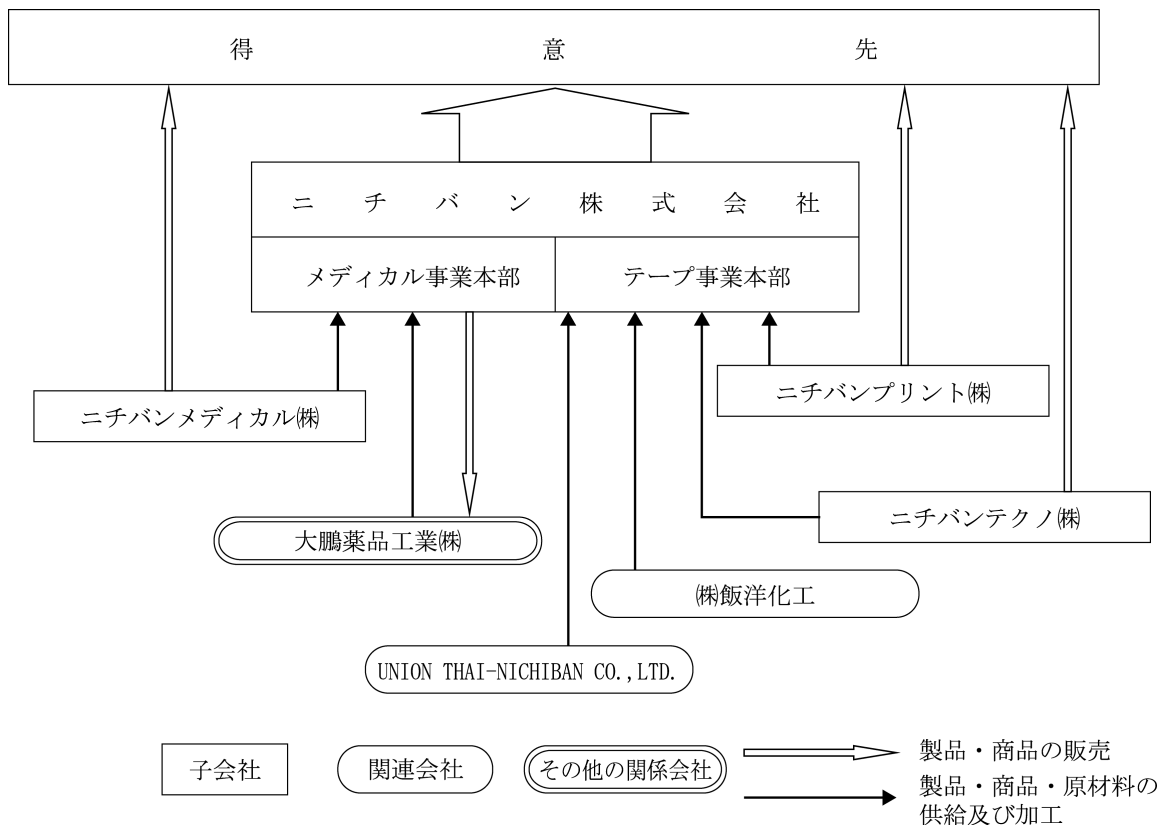 得意先
ニチバン株式会社
メディカル事業本部
テープ事業本部
ニチバンプリント㈱
ニチバンメディカル㈱
ニチバンテクノ㈱
大鵬薬品工業㈱
㈱飯洋化工
UNION THAI-NICHIBAN CO.,LTD.
子会社
関連会社
その他の関係会社
製品・商品の販売
製品・商品・原材料の
供給及び加工